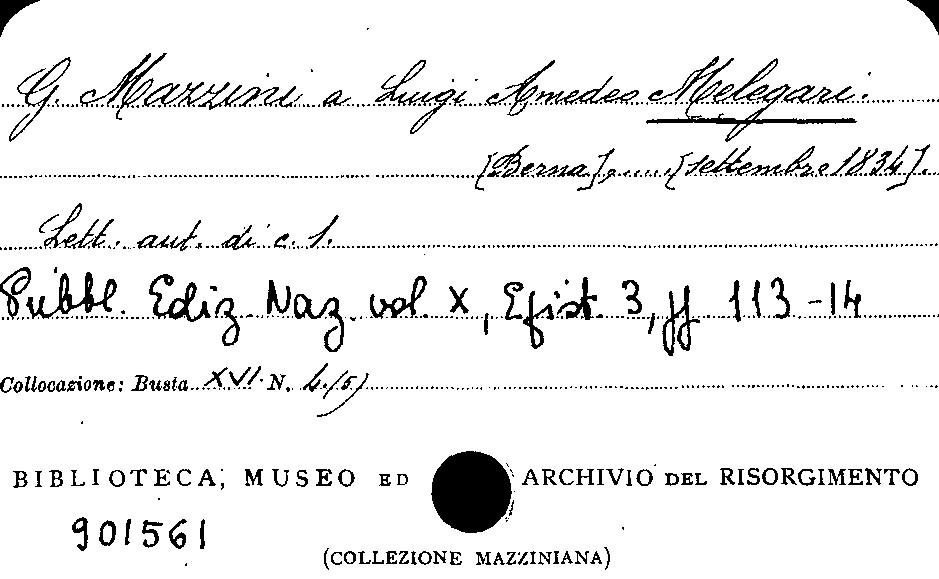 G. Mazzini a Luigi Amedeo Melegari.
[Berna], ..... [settembre 1834].
Lett. aut. di c. 1.
Pubbl. Ediz. Naz. vol. X, Epist. 3, pp. 113-14
Collocazione: Busta XVI. N. 4.(5)
BIBLIOTECA, MUSEO ED ARCHIVIO DEL RISORGIMENTO
901561
(COLLEZIONE MAZZINIANA)